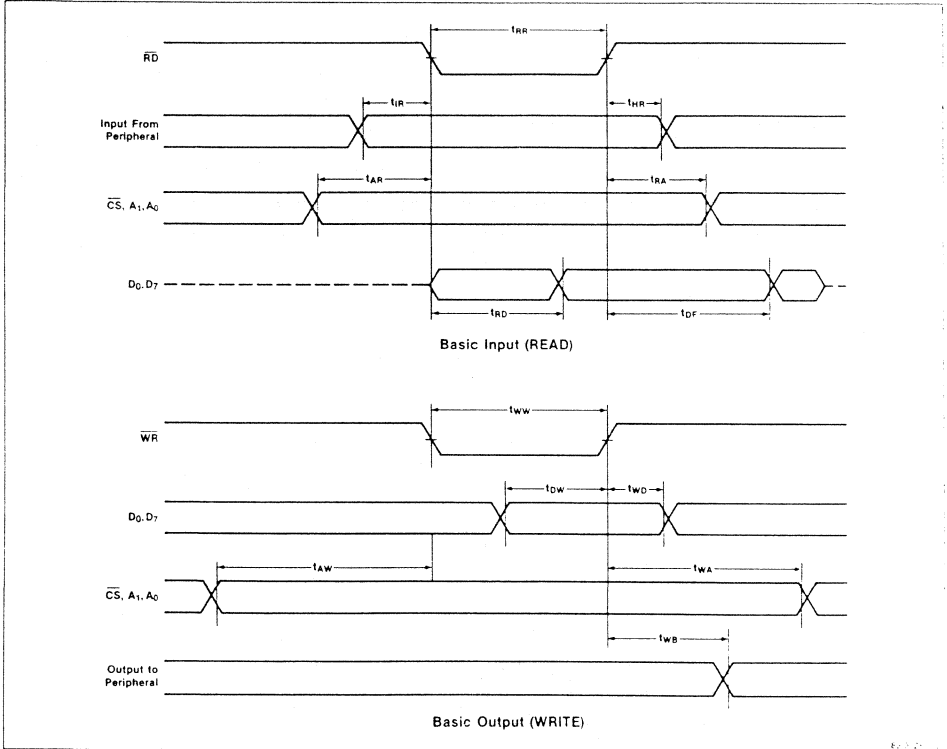 tRR
RD
tIR
tHR
Input From
Peripheral
tAR
tRA
CS, A1, A0
D0. D7
tRD
tDF
Basic Input (READ)
tWW
WR
tDW
tWD
D0. D7
tAW
tWA
CS, A1, A0
tWB
Output to
Peripheral
Basic Output (WRITE)